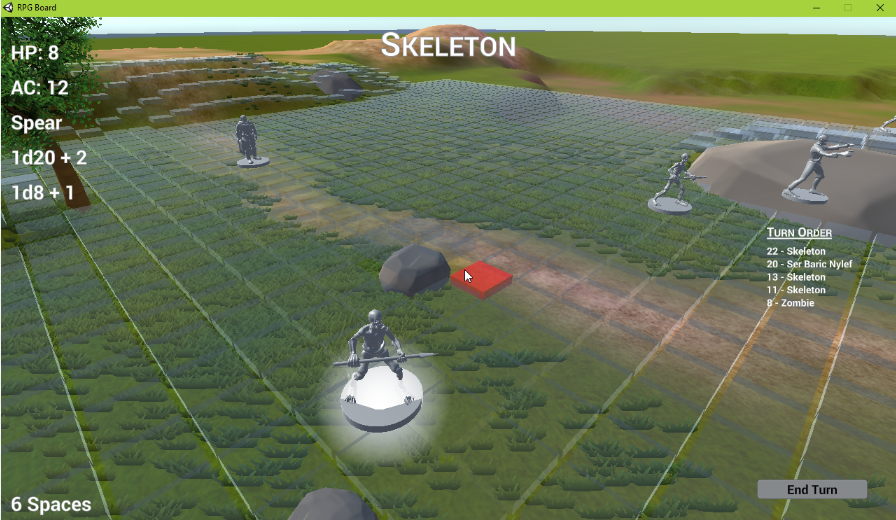 RPG Board
SKELETON
HP: 8
AC: 12
Spear
1d20 + 2
1d8 + 1
TURN ORDER
22 - Skeleton
20 - Ser Baric Nylef
13 - Skeleton
11 - Skeleton
8 - Zombie
6 Spaces
End Turn